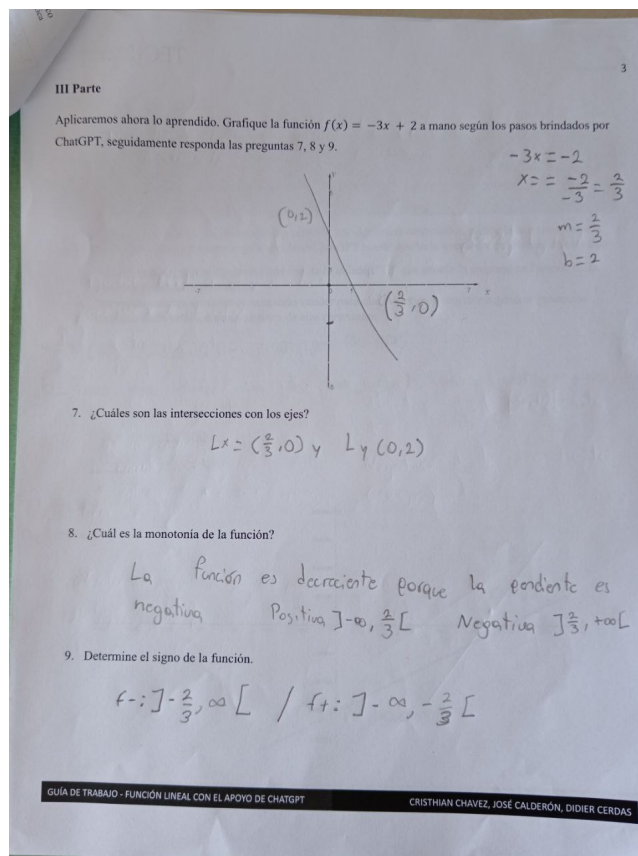 3
III Parte
Aplicaremos ahora lo aprendido. Grafique la función f(x) = −3x + 2 a mano según los pasos brindados por
ChatGPT, seguidamente responda las preguntas 7, 8 y 9.
-3x = -2
x = = -2/-3 = 2/3
m = 2/3
b = 2
(0,2)
(2/3, 0)
7. ¿Cuáles son las intersecciones con los ejes?
Lx = (2/3, 0) y Ly (0,2)
8. ¿Cuál es la monotonía de la función?
La función es decreciente porque la pendiente es
negativa Positiva ]-∞, 2/3[ Negativa ]2/3, +∞[
9. Determine el signo de la función.
f-: ]-2/3, ∞[ / f+: ]-∞, -2/3[
GUÍA DE TRABAJO - FUNCIÓN LINEAL CON EL APOYO DE CHATGPT
CRISTHIAN CHAVEZ, JOSÉ CALDERÓN, DIDIER CERDAS